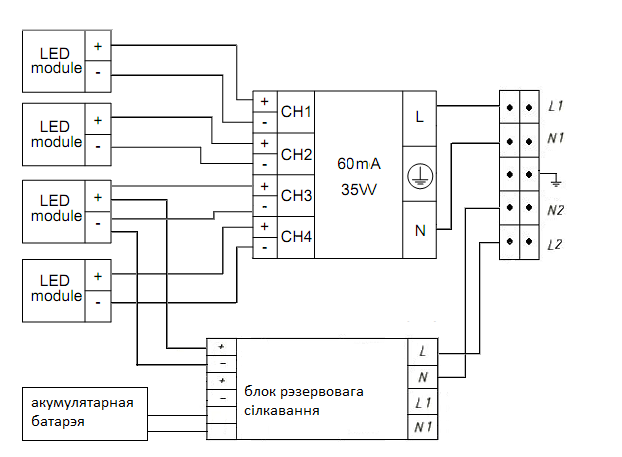 LED
module
+
-
LED
module
+
-
LED
module
+
-
LED
module
+
-
+
-
CH1
+
-
CH2
+
-
CH3
+
-
CH4
60mA
35W
L
N
L1
N1
N2
L2
+
-
+
-
блок рэзервовага
сілкавання
L
N
L1
N1
акумулятарная
батарэя